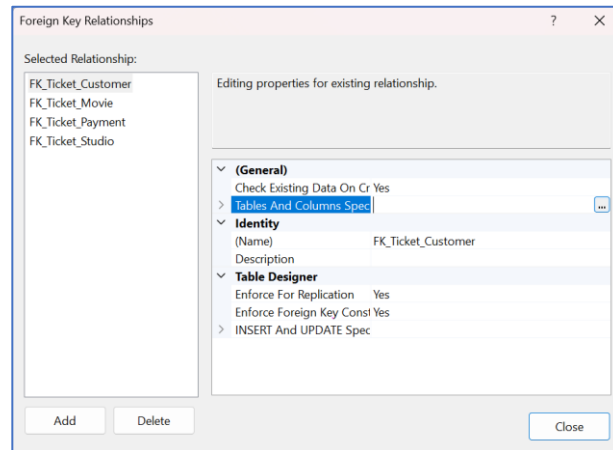 Foreign Key Relationships
? X
Selected Relationship:
FK_Ticket_Customer
FK_Ticket_Movie
FK_Ticket_Payment
FK_Ticket_Studio
Editing properties for existing relationship.
(General)
Check Existing Data On Cr Yes
Tables And Columns Spec ...
Identity
(Name) FK_Ticket_Customer
Description
Table Designer
Enforce For Replication Yes
Enforce Foreign Key Const Yes
INSERT And UPDATE Spec
Add Delete
Close